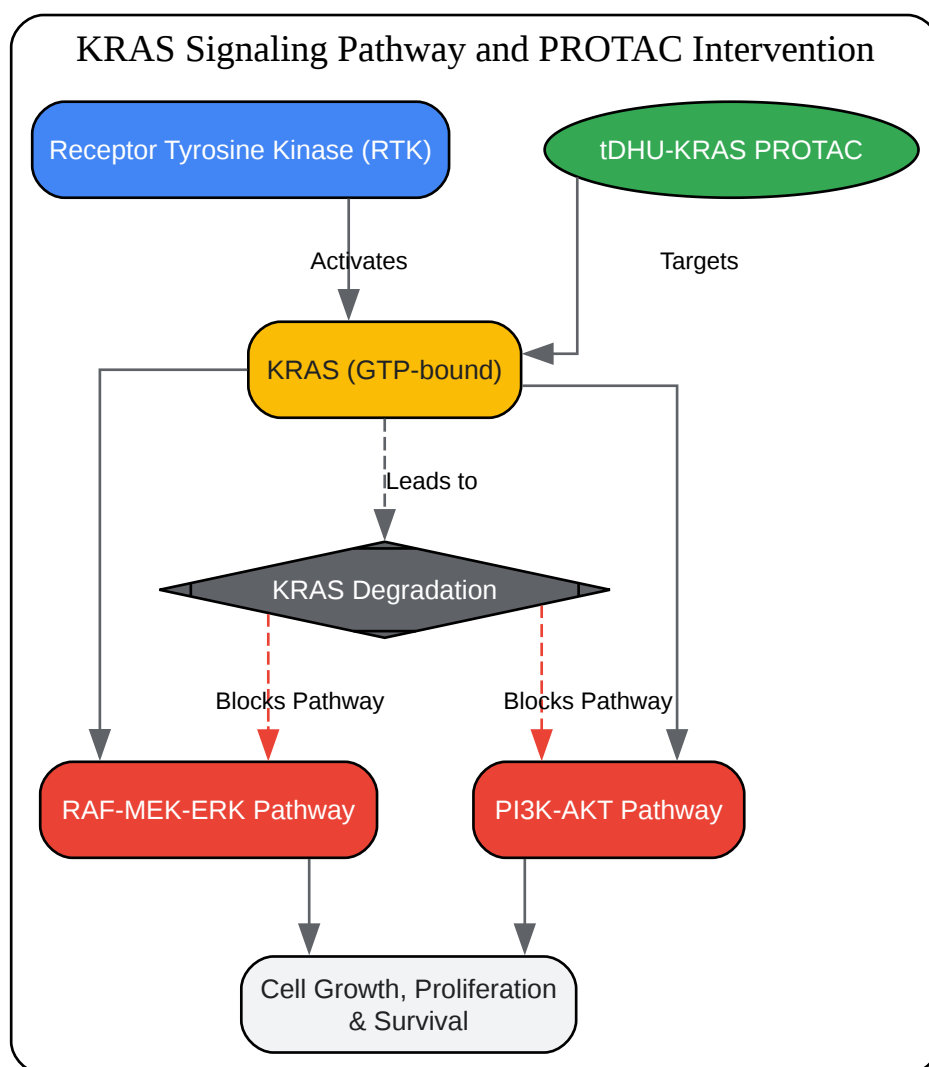 KRAS Signaling Pathway and PROTAC Intervention
Receptor Tyrosine Kinase (RTK)
tDHU-KRAS PROTAC
Activates
Targets
KRAS (GTP-bound)
Leads to
KRAS Degradation
Blocks Pathway
Blocks Pathway
RAF-MEK-ERK Pathway
PI3K-AKT Pathway
Cell Growth, Proliferation
& Survival